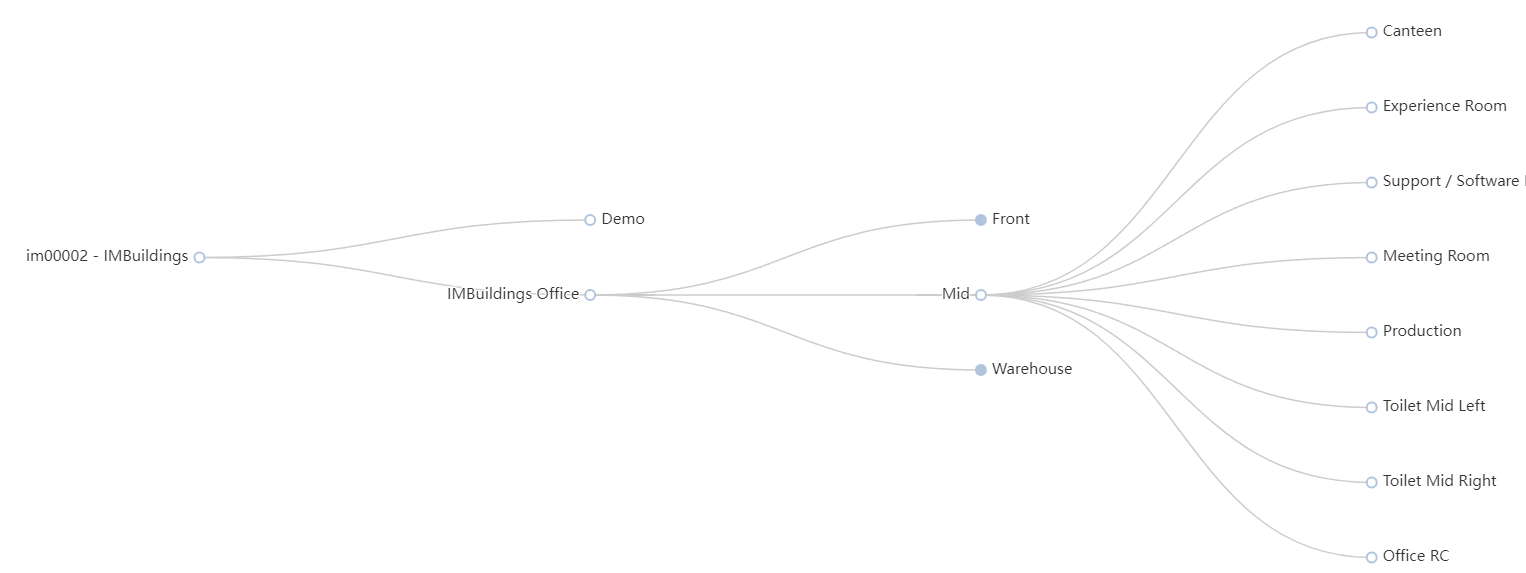 Canteen
Experience Room
Support / Software
Meeting Room
Production
Toilet Mid Left
Toilet Mid Right
Office RC
Front
Mid
Warehouse
Demo
IMBuildings Office
im00002 - IMBuildings